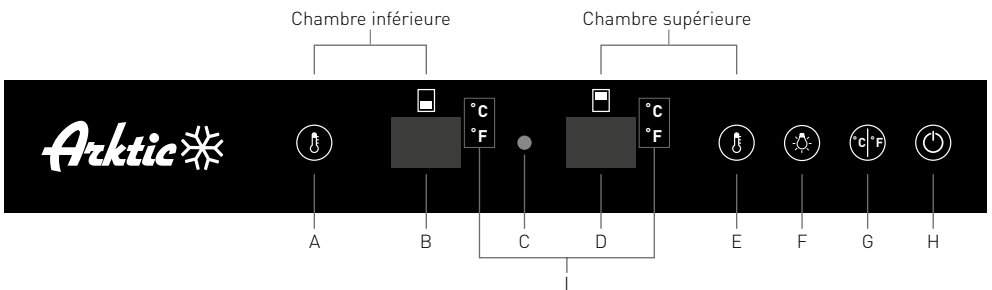 Chambre inférieure Chambre supérieure
°C °C
Arktic °F °F °C °F
A B C D E F G H
I